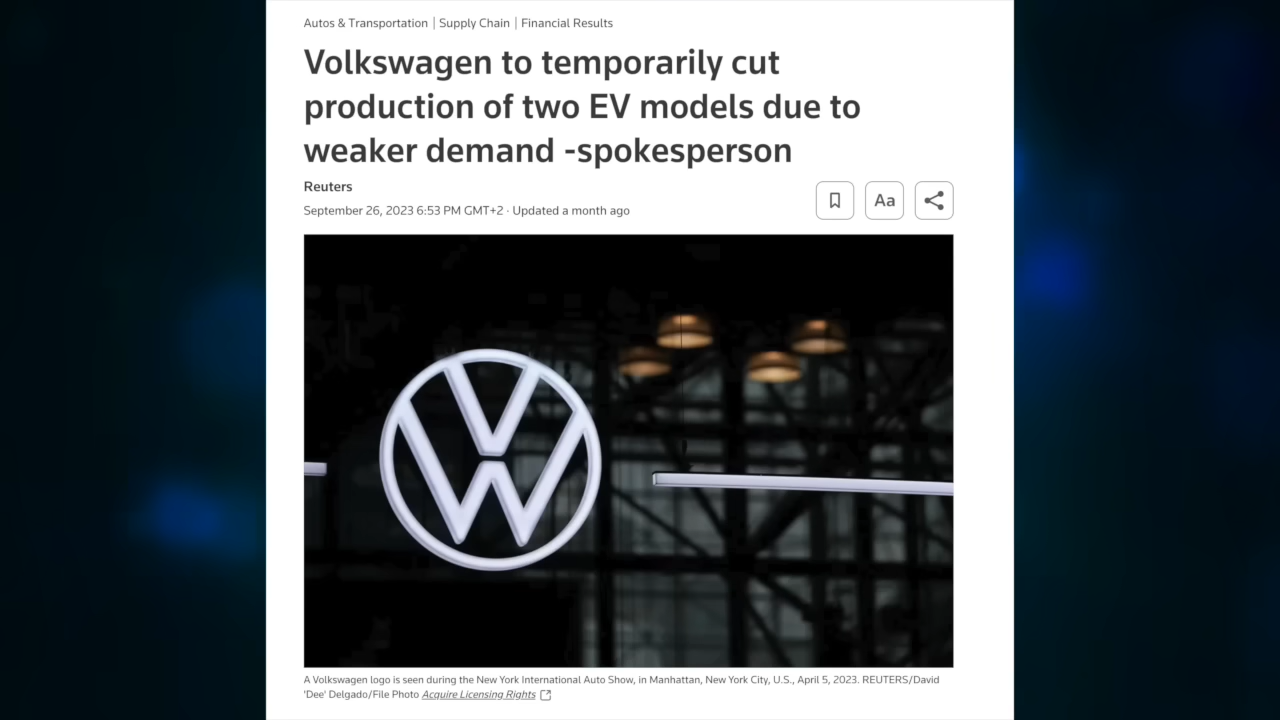 Autos & Transportation | Supply Chain | Financial Results
Volkswagen to temporarily cut
production of two EV models due to
weaker demand -spokesperson
Reuters
September 26, 2023 6:53 PM GMT+2 · Updated a month ago
Aa
VW
A Volkswagen logo is seen during the New York International Auto Show, in Manhattan, New York City, U.S., April 5, 2023. REUTERS/David
'Dee' Delgado/File Photo Acquire Licensing Rights